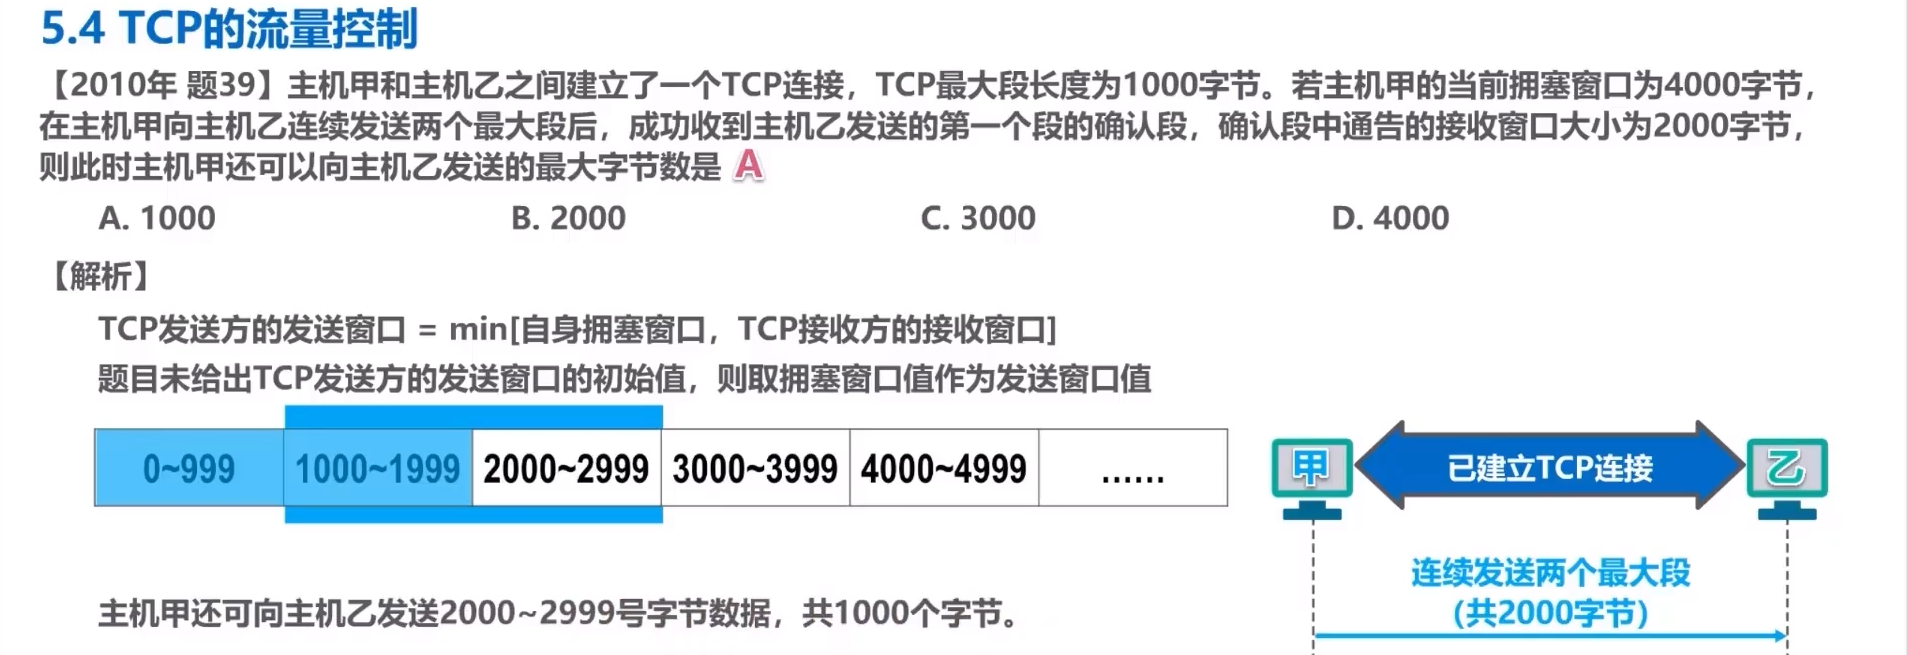 5.4 TCP的流量控制
【2010年 题39】主机甲和主机乙之间建立了一个TCP连接，TCP最大段长度为1000字节。若主机甲的当前拥塞窗口为4000字节，
在主机甲向主机乙连续发送两个最大段后，成功收到主机乙发送的第一个段的确认段，确认段中通告的接收窗口大小为2000字节，
则此时主机甲还可以向主机乙发送的最大字节数是 A
A. 1000 B. 2000 C. 3000 D. 4000
【解析】
TCP发送方的发送窗口 = min[自身拥塞窗口，TCP接收方的接收窗口]
题目未给出TCP发送方的发送窗口的初始值，则取拥塞窗口值作为发送窗口值
0~999 1000~1999 2000~2999 3000~3999 4000~4999 ......
甲 已建立TCP连接 乙
连续发送两个最大段
(共2000字节)
主机甲还可向主机乙发送2000~2999号字节数据，共1000个字节。